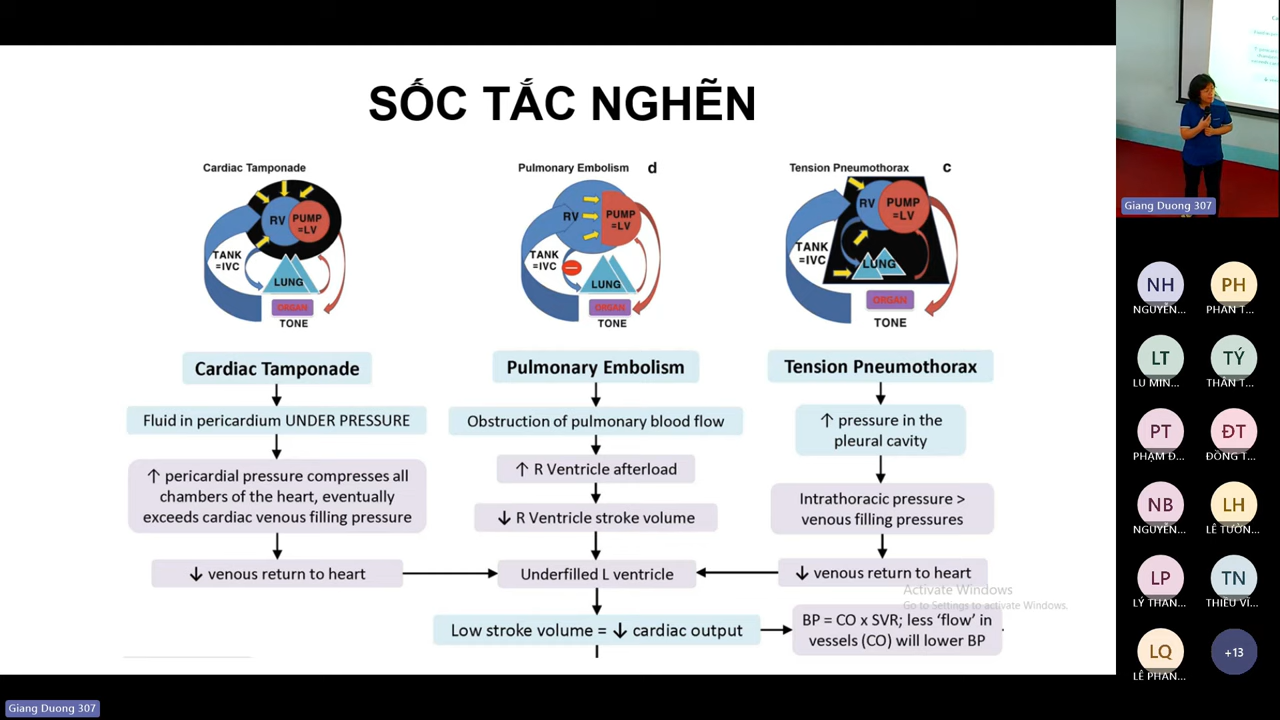 SỐC TẮC NGHẼN
Cardiac Tamponade
RV
PUMP
=LV
TANK
=IVC
LUNG
ORGAN
TONE
Pulmonary Embolism
d
RV
PUMP
=LV
TANK
=IVC
LUNG
ORGAN
TONE
Tension Pneumothorax
c
RV
PUMP
=LV
TANK
=IVC
LUNG
ORGAN
TONE
Cardiac Tamponade
Fluid in pericardium UNDER PRESSURE
↑ pericardial pressure compresses all
chambers of the heart, eventually
exceeds cardiac venous filling pressure
↓ venous return to heart
Pulmonary Embolism
Obstruction of pulmonary blood flow
↑ R Ventricle afterload
↓ R Ventricle stroke volume
Underfilled L ventricle
Low stroke volume = ↓ cardiac output
Tension Pneumothorax
↑ pressure in the
pleural cavity
Intrathoracic pressure >
venous filling pressures
↓ venous return to heart
BP = CO x SVR; less ‘flow’ in
vessels (CO) will lower BP
Activate Windows
Go to Settings to activate Windows.
Giang Duong 307
NH
NGUYỄN...
PH
PHAN T...
LT
LU MIN...
TÝ
THÂN T...
PT
PHẠM Đ...
ĐT
ĐỒNG T...
NB
NGUYỄN...
LH
LÊ TƯỜN...
LP
LÝ THAN...
TN
THIỀU VĨ...
LQ
LÊ PHAN...
+13
Giang Duong 307